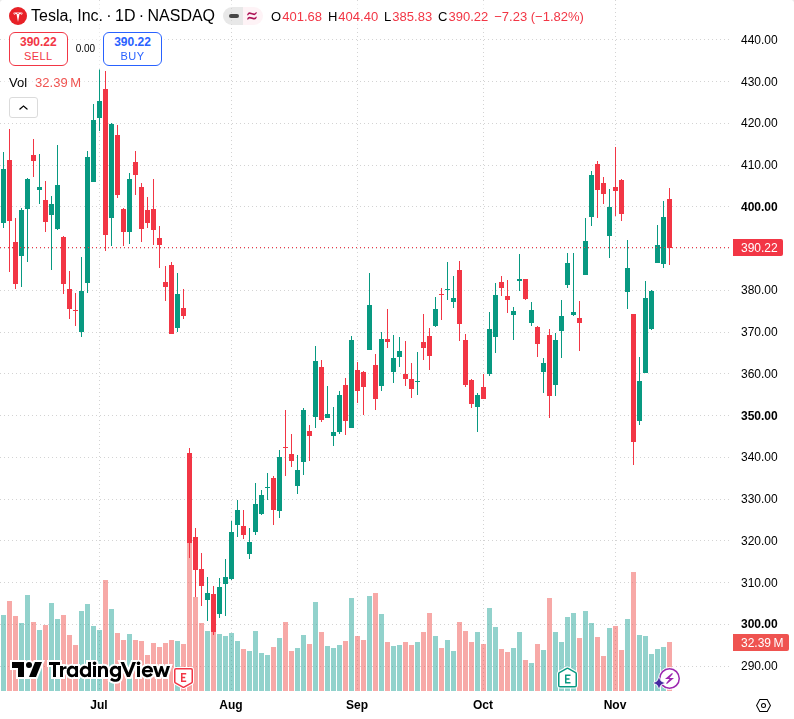 Tesla, Inc. · 1D · NASDAQ O401.68 H404.40 L385.83 C390.22 −7.23 (−1.82%)
390.22 SELL 0.00 390.22 BUY
Vol 32.39 M
440.00
430.00
420.00
410.00
400.00
390.22
380.00
370.00
360.00
350.00
340.00
330.00
320.00
310.00
300.00
32.39 M
290.00
TradingView E E
Jul Aug Sep Oct Nov